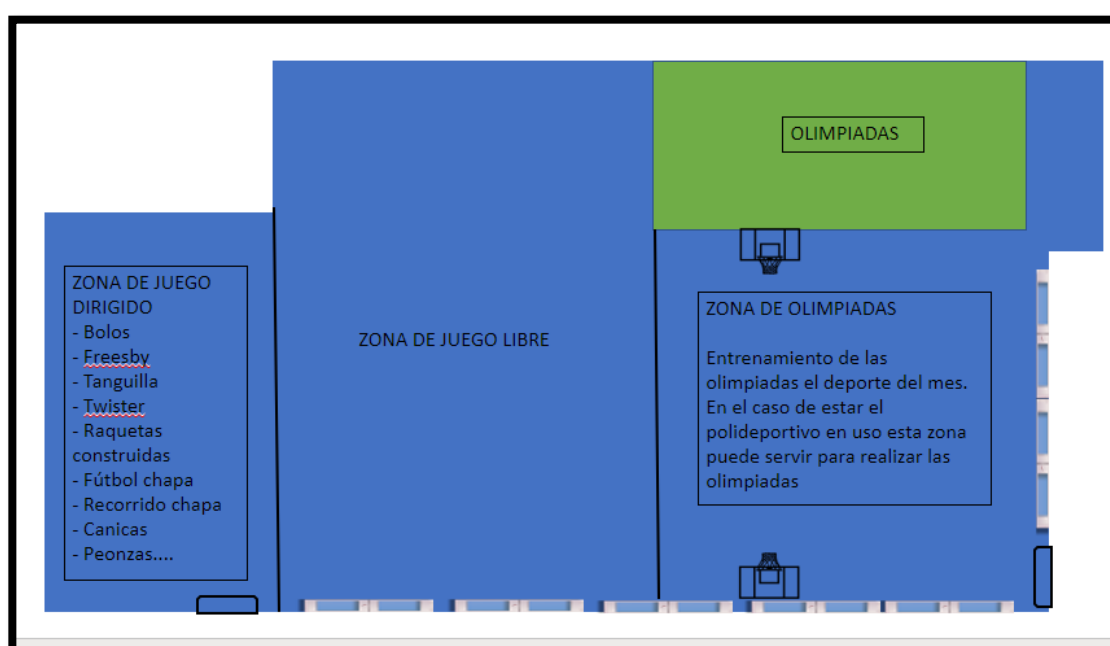 OLIMPIADAS
ZONA DE JUEGO
DIRIGIDO
- Bolos
- Freesby
- Tanguilla
- Twister
- Raquetas
construidas
- Fútbol chapa
- Recorrido chapa
- Canicas
- Peonzas....
ZONA DE JUEGO LIBRE
ZONA DE OLIMPIADAS
Entrenamiento de las
olimpiadas el deporte del mes.
En el caso de estar el
polideportivo en uso esta zona
puede servir para realizar las
olimpiadas